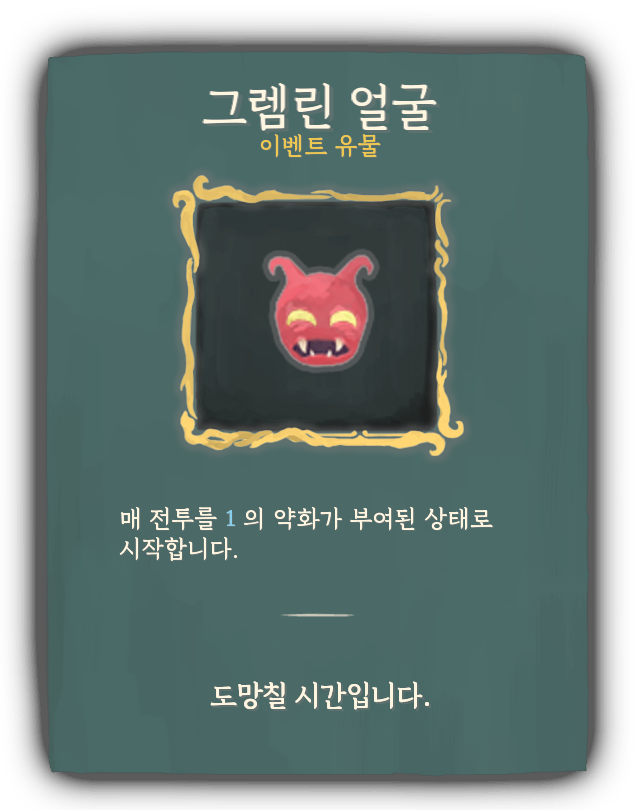 그렘린 얼굴
이벤트 유물
매 전투를 1 의 약화가 부여된 상태로
시작합니다.
도망칠 시간입니다.